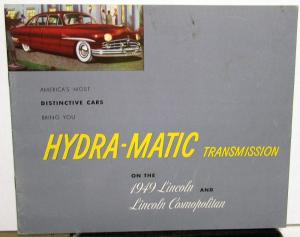 AMERICA'S MOST
DISTINCTIVE CARS
BRING YOU
HYDRA-MATIC TRANSMISSION
ON THE
1949 Lincoln AND
Lincoln Cosmopolitan